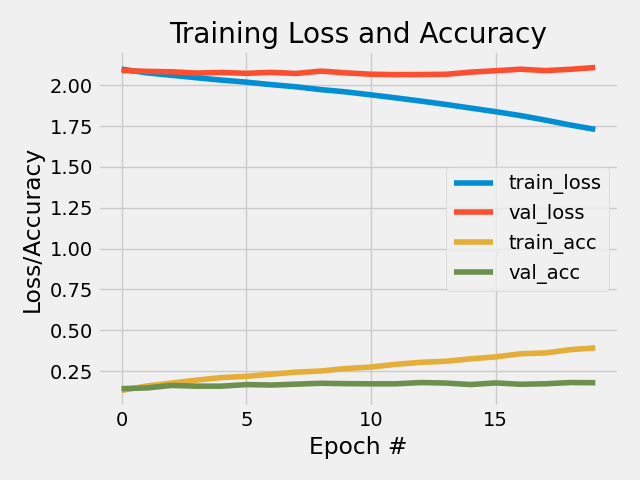 Training Loss and Accuracy
Loss/Accuracy
2.00
1.75
1.50
1.25
1.00
0.75
0.50
0.25
train_loss
val_loss
train_acc
val_acc
0
5
10
15
Epoch #